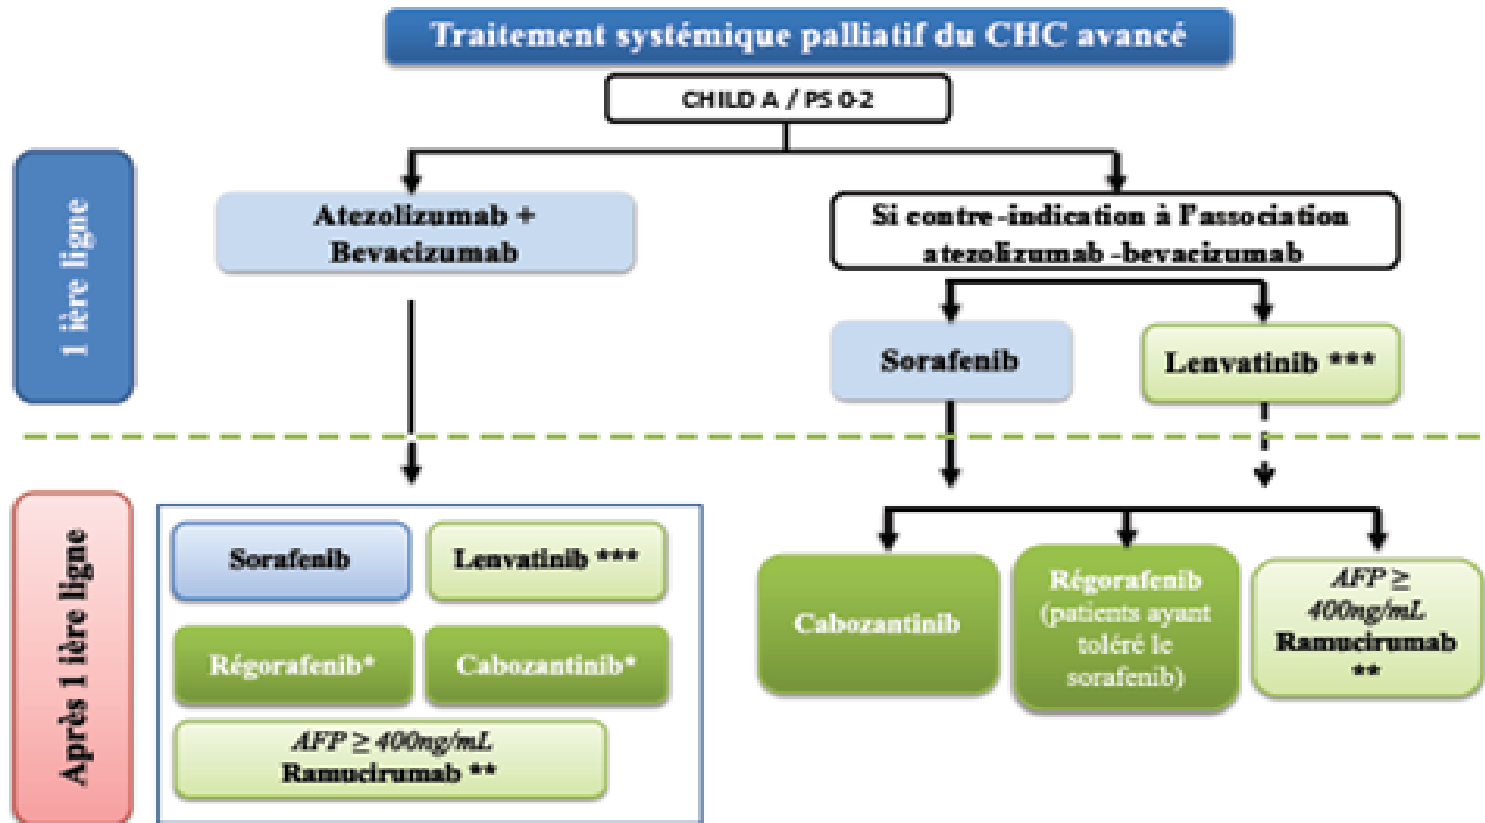 Traitement systémique palliatif du CHC avancé
CHILD A / PS 0-2
1 ière ligne
Atezolizumab +
Bevacizumab
Si contre-indication à l'association
atezolizumab -bevacizumab
Sorafenib
Lenvatinib ***
Après 1 ière ligne
Sorafenib
Lenvatinib ***
Régorafenib*
Cabozantinib*
AFP ≥ 400ng/mL
Ramucirumab **
Cabozantinib
Régorafenib
(patients ayant
toléré le
sorafenib)
AFP ≥
400ng/mL
Ramucirumab
**